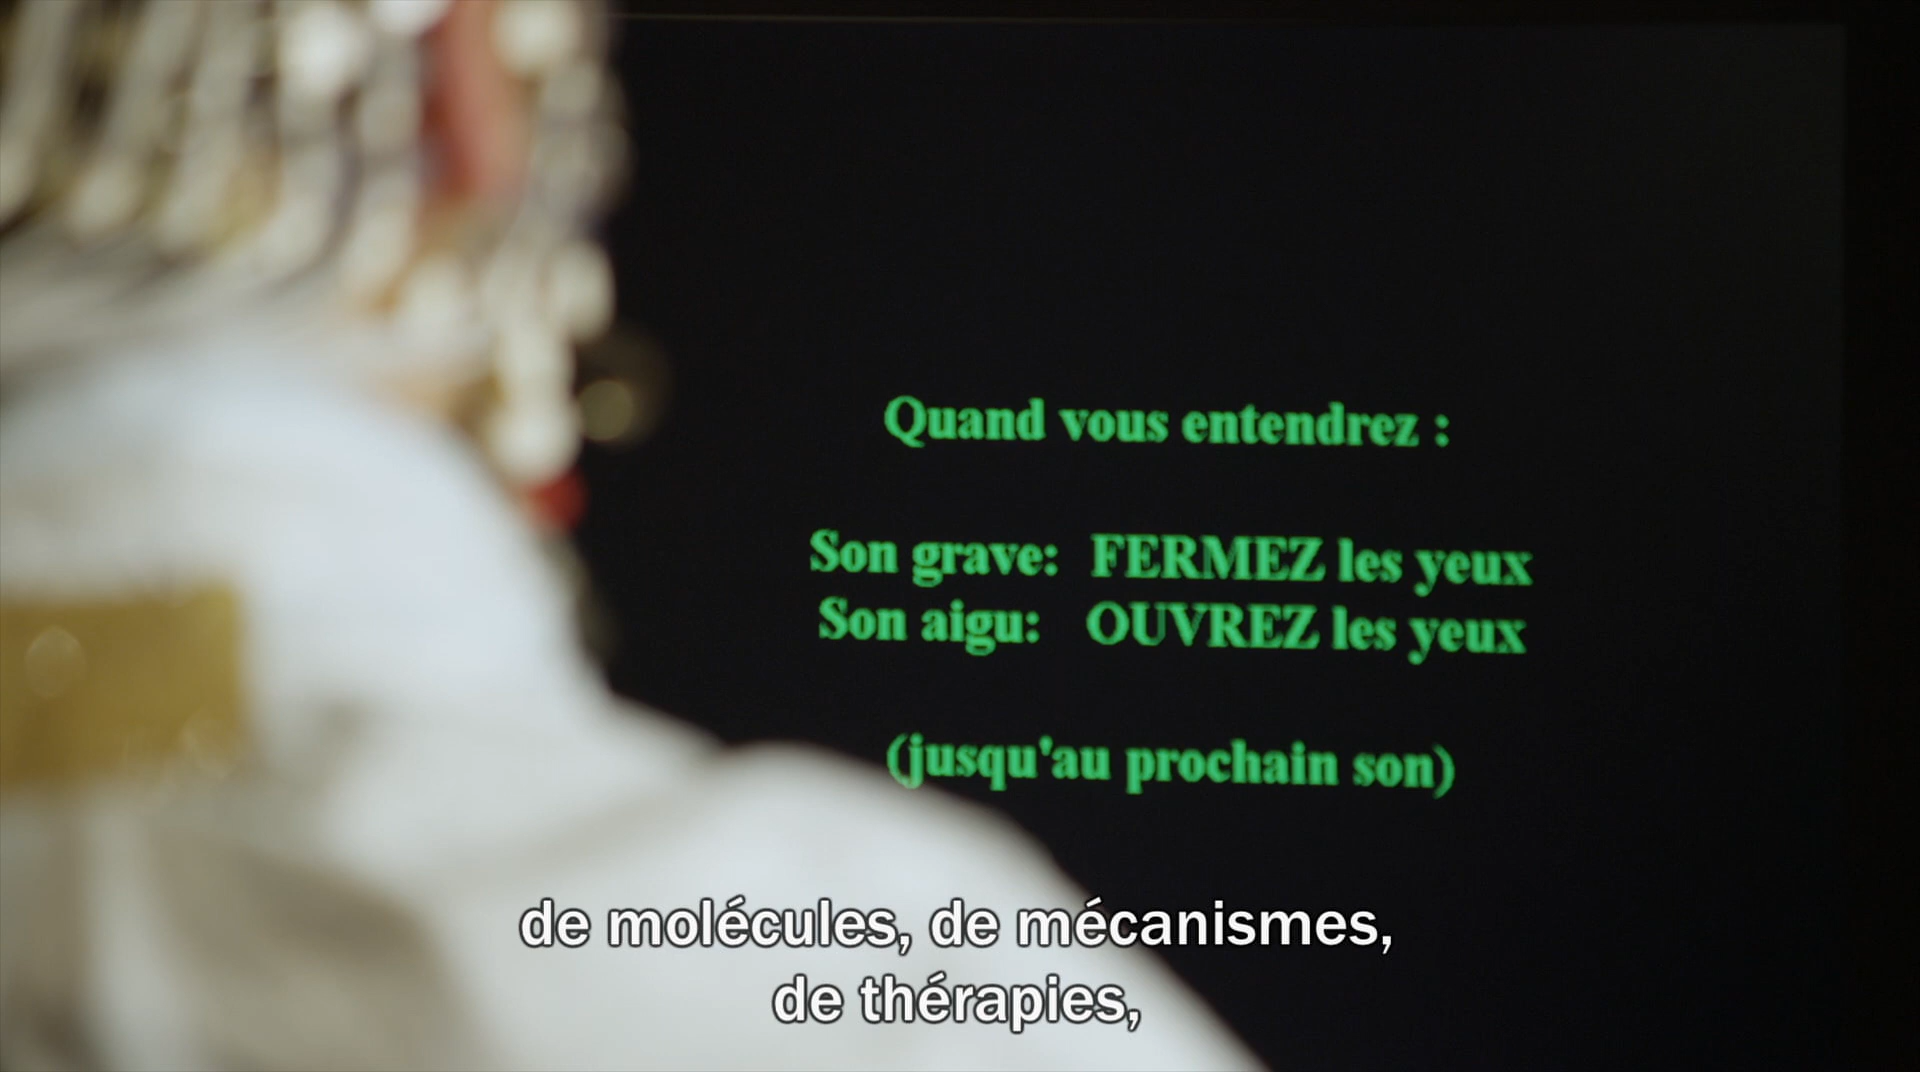 Quand vous entendrez :
Son grave: FERMEZ les yeux
Son aigu: OUVREZ les yeux
(jusqu'au prochain son)
de molécules, de mécanismes,
de thérapies,